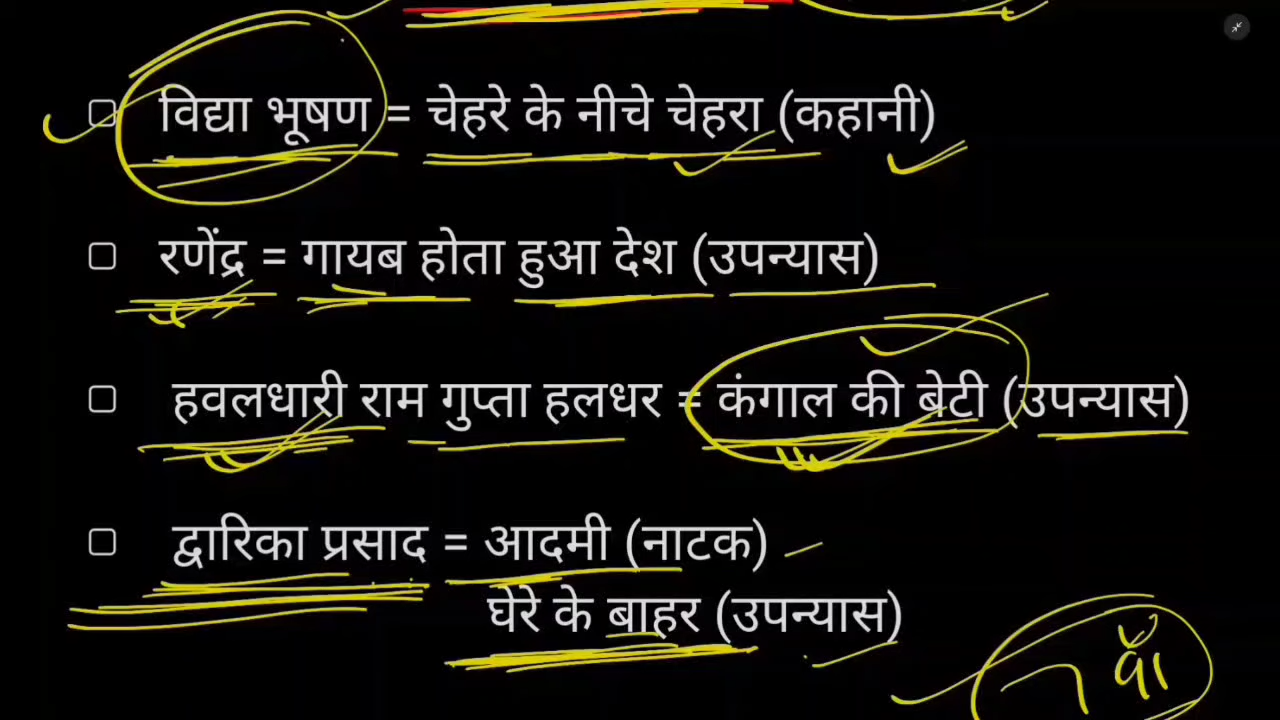 विद्या भूषण = चेहरे के नीचे चेहरा (कहानी)
रणेंद्र = गायब होता हुआ देश (उपन्यास)
हवलधारी राम गुप्ता हलधर = कंगाल की बेटी (उपन्यास)
द्वारिका प्रसाद = आदमी (नाटक)
घेरे के बाहर (उपन्यास)